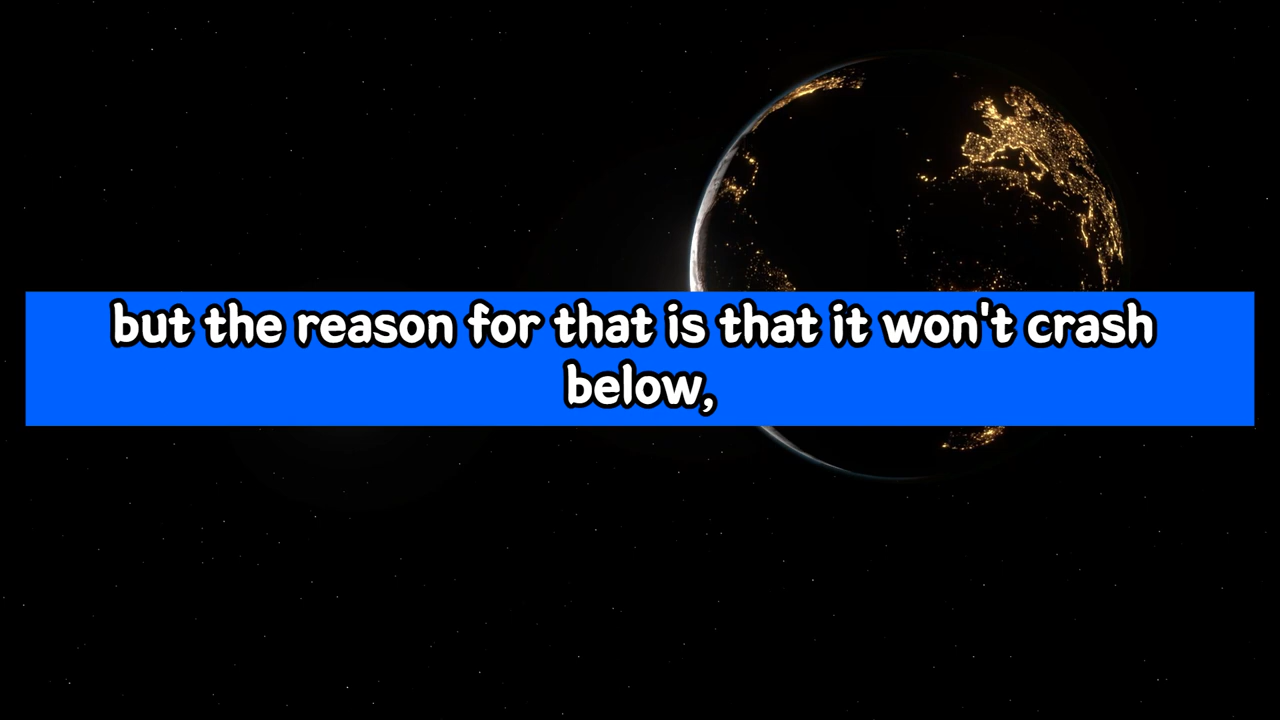 but the reason for that is that it won't crash
below,